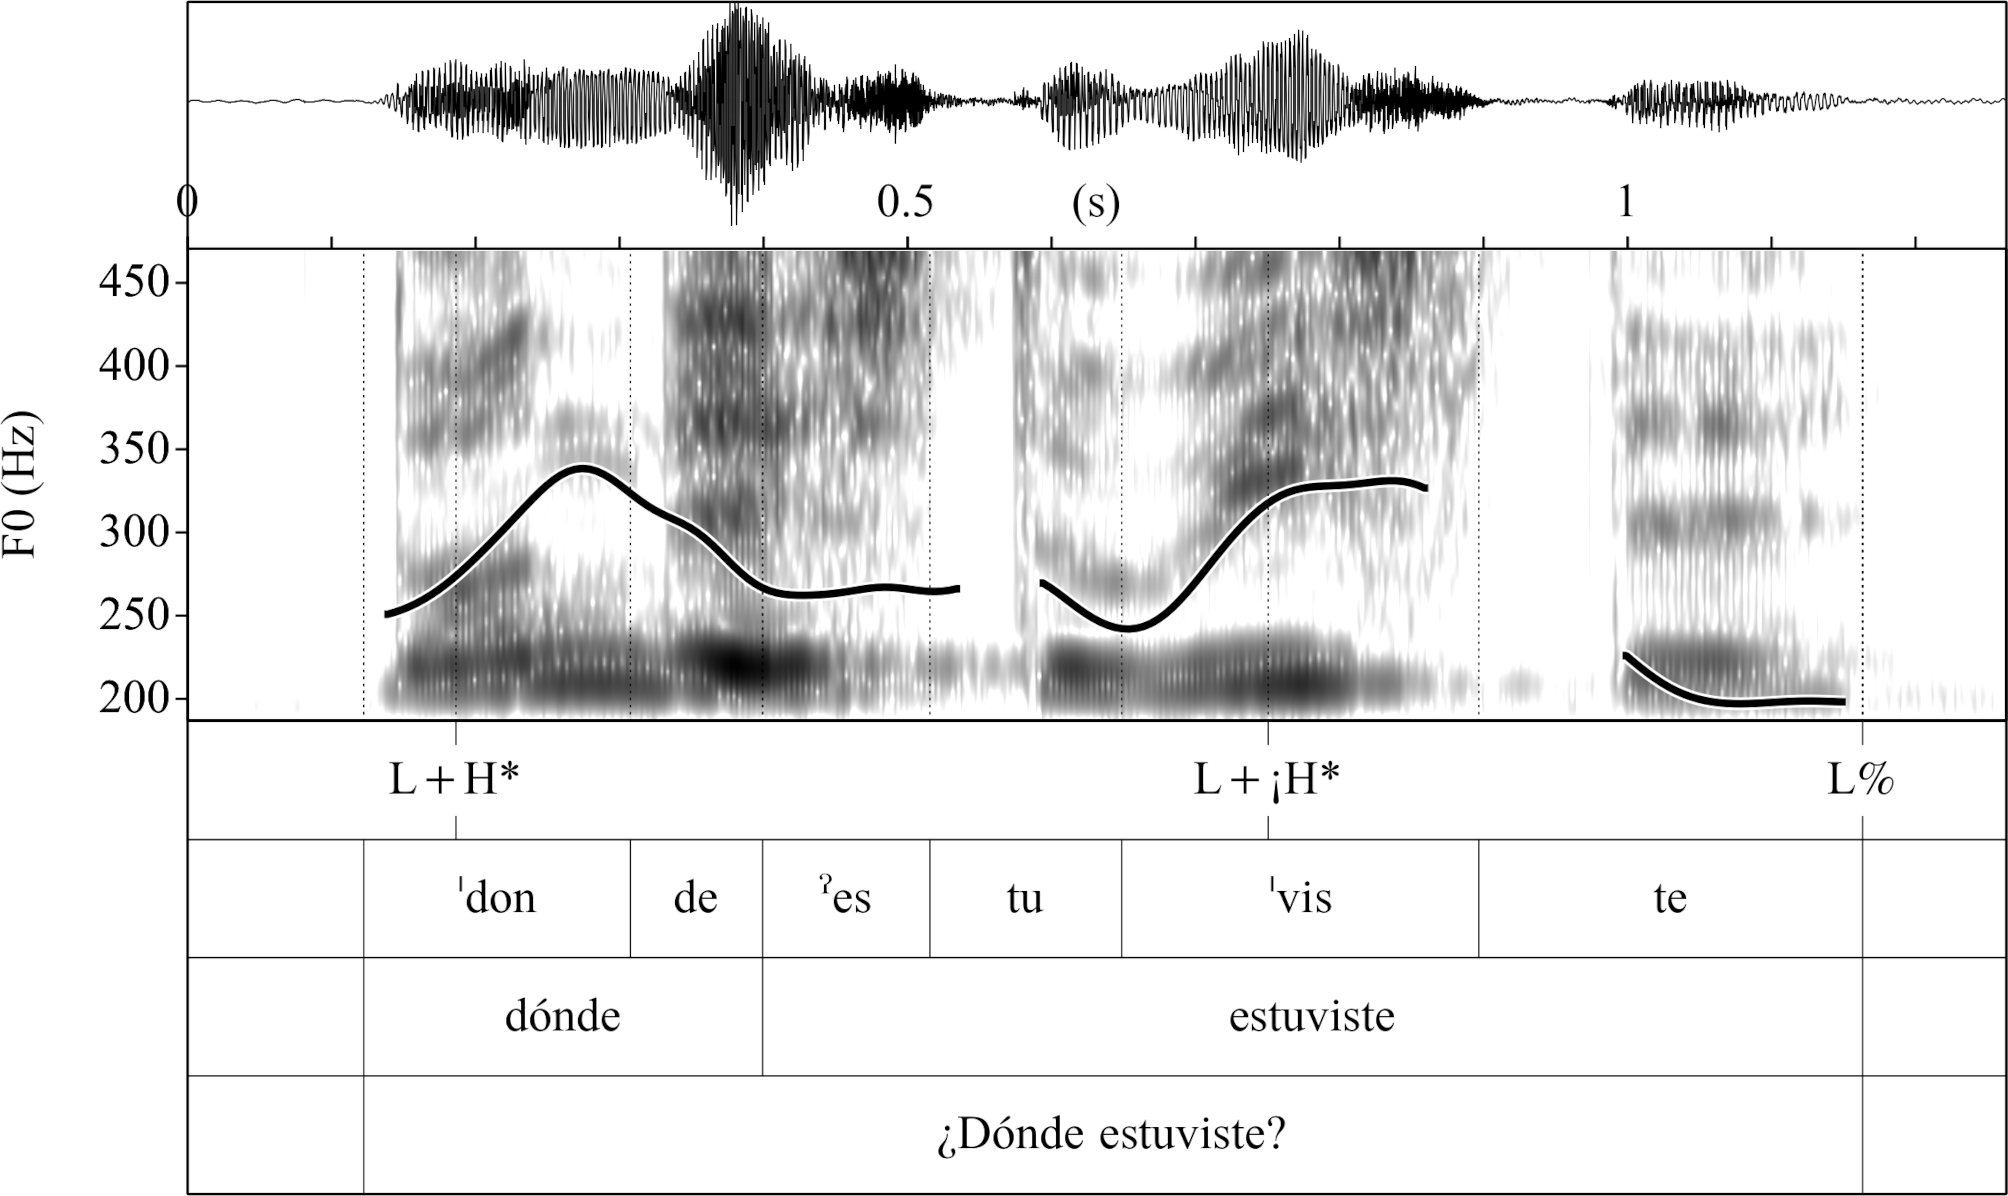 0 0.5 (s) 1
450
400
350
300
250
200
F0 (Hz)
L+H* L+¡H* L%
ˈdon de ˀes tu ˈvis te
dónde estuviste
¿Dónde estuviste?